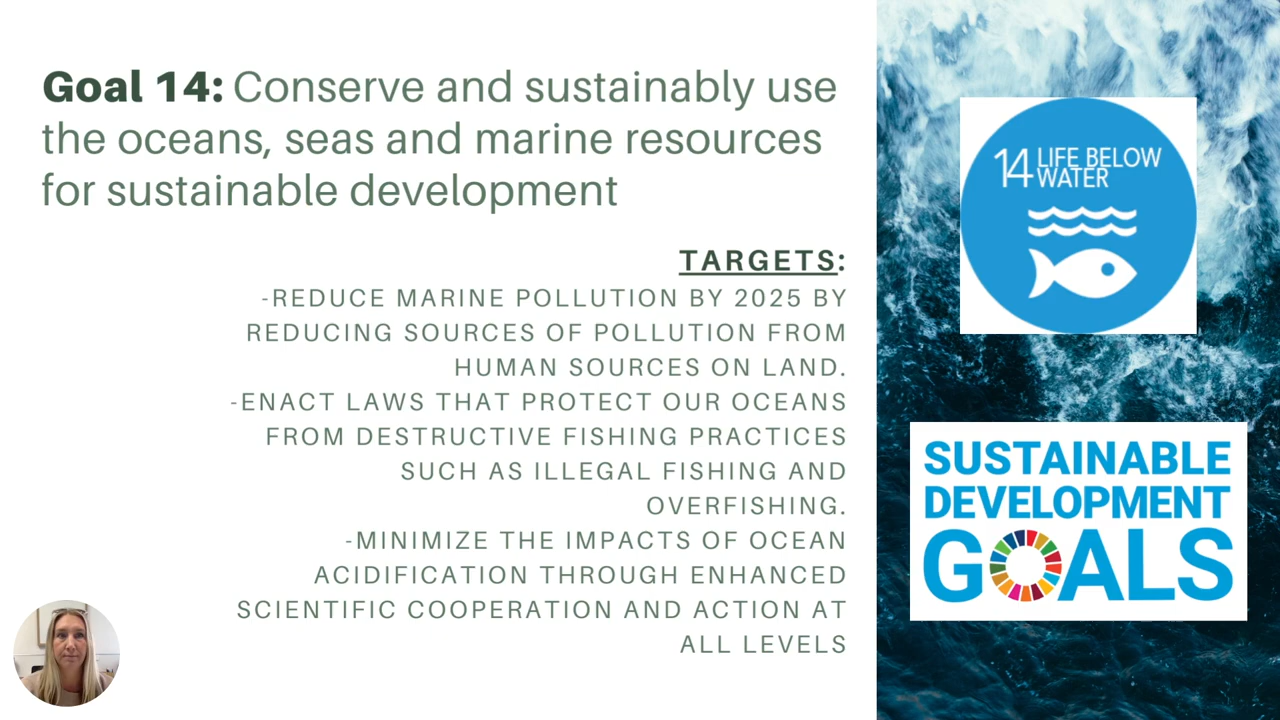 Goal 14: Conserve and sustainably use
the oceans, seas and marine resources
for sustainable development
TARGETS:
-REDUCE MARINE POLLUTION BY 2025 BY
REDUCING SOURCES OF POLLUTION FROM
HUMAN SOURCES ON LAND.
-ENACT LAWS THAT PROTECT OUR OCEANS
FROM DESTRUCTIVE FISHING PRACTICES
SUCH AS ILLEGAL FISHING AND
OVERFISHING.
-MINIMIZE THE IMPACTS OF OCEAN
ACIDIFICATION THROUGH ENHANCED
SCIENTIFIC COOPERATION AND ACTION AT
ALL LEVELS
14 LIFE BELOW
WATER
SUSTAINABLE
DEVELOPMENT
GOALS